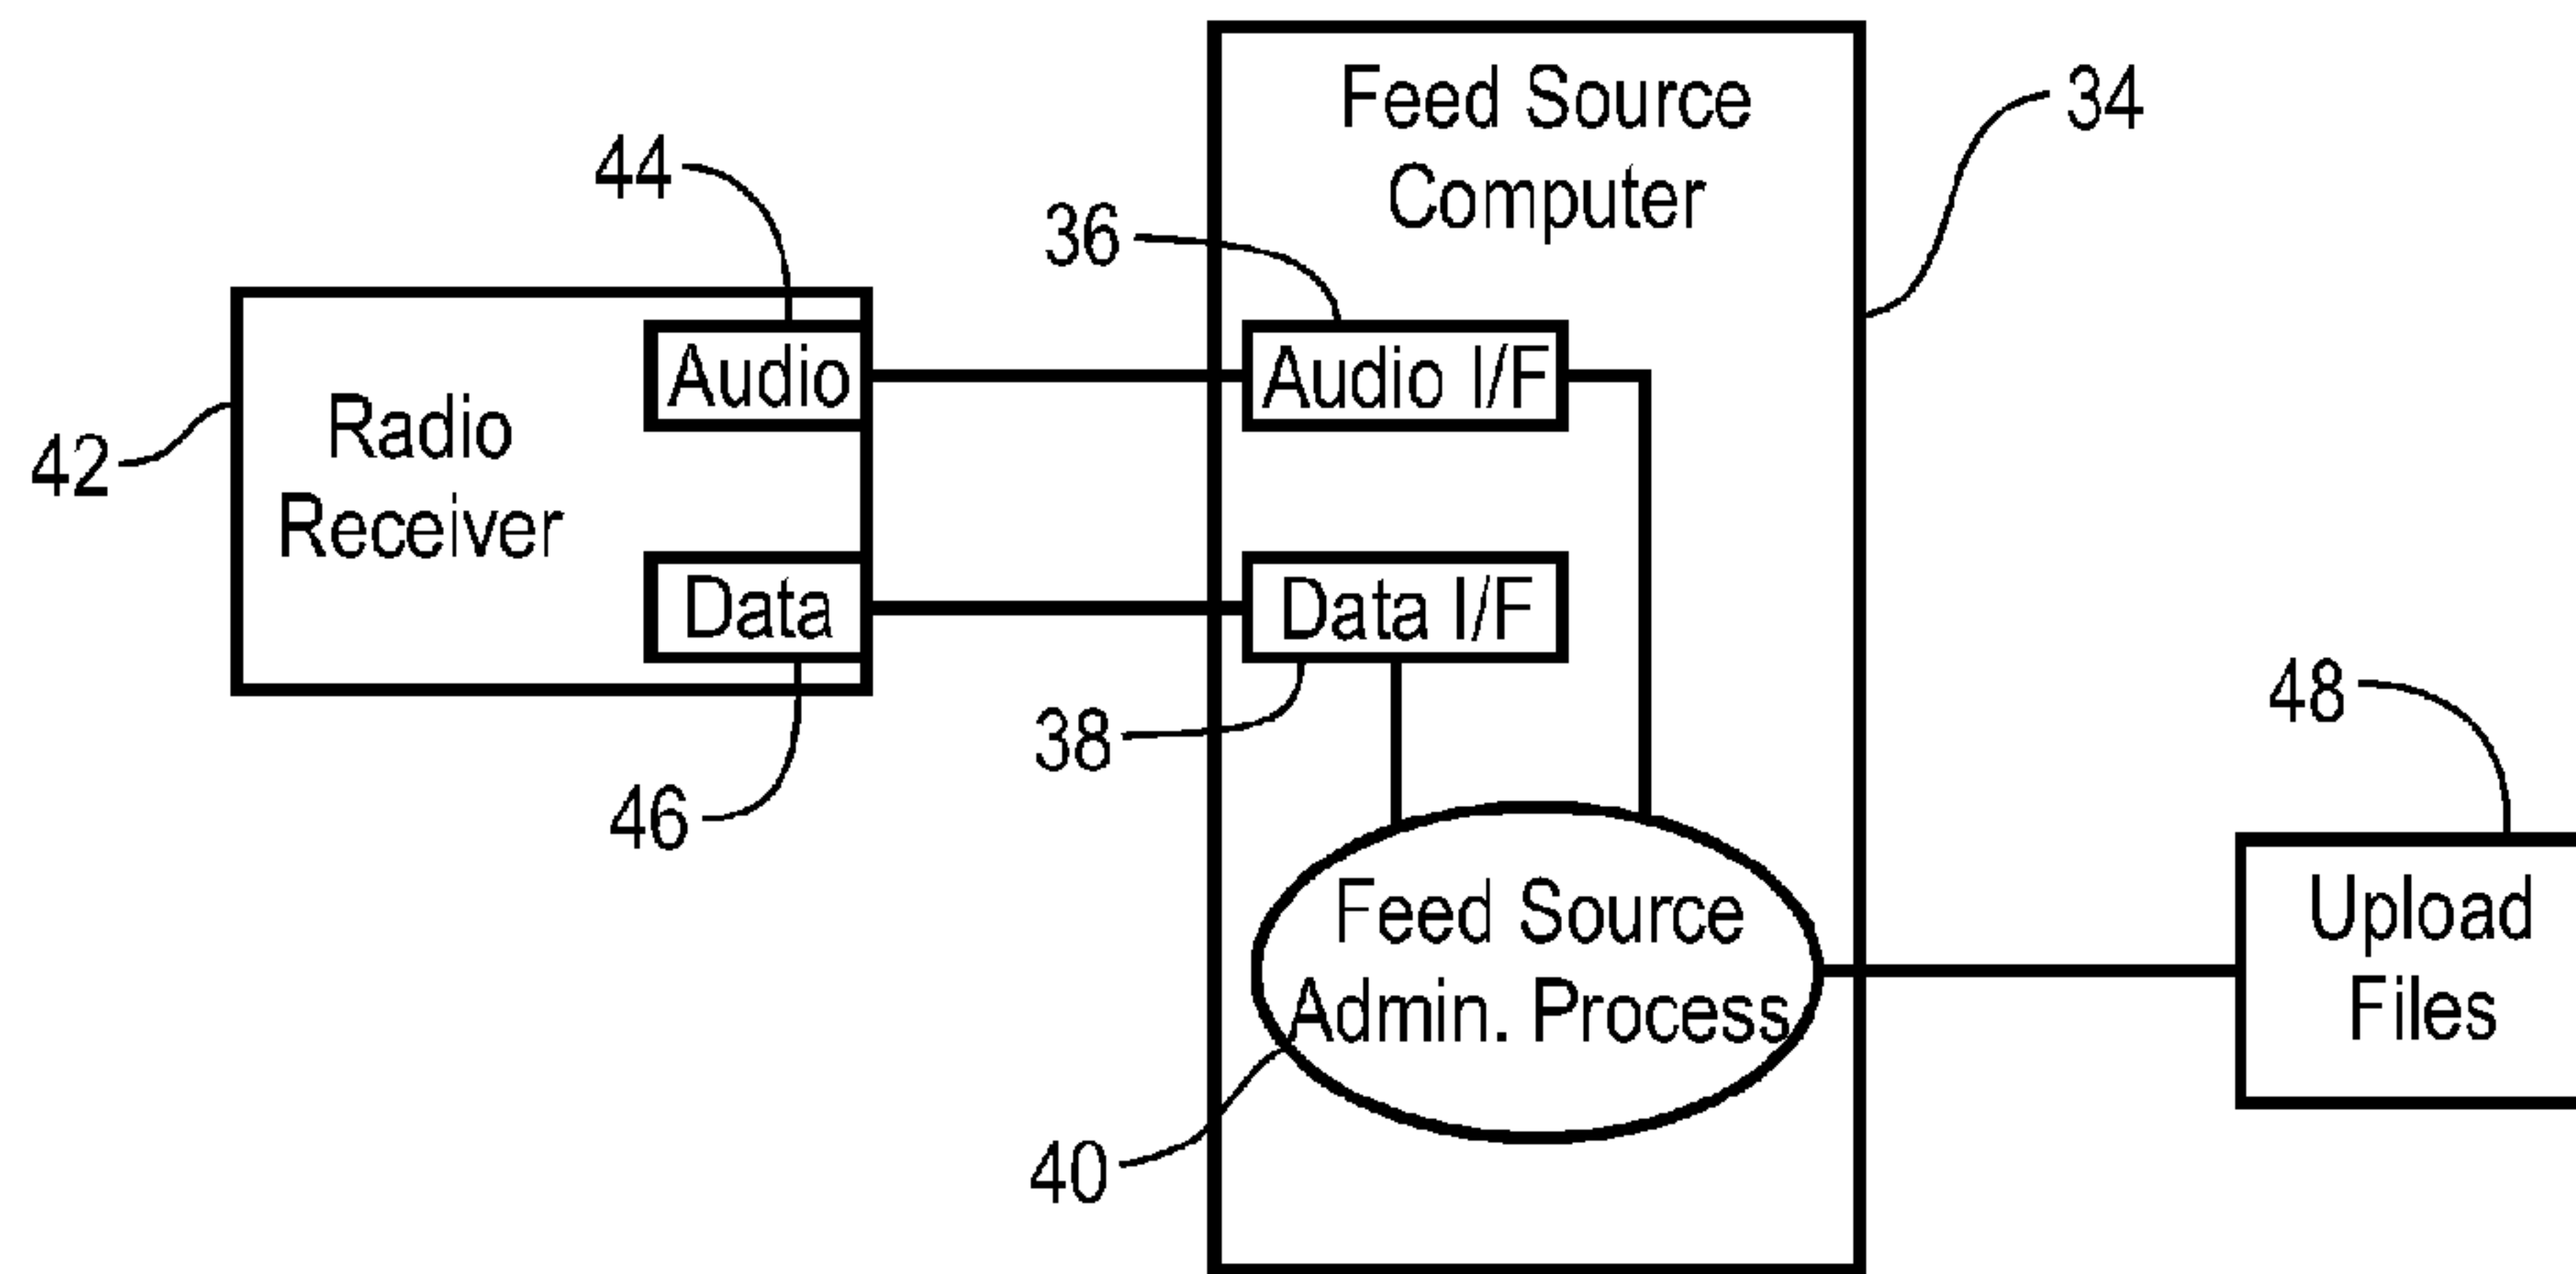 Feed Source
Computer
34
44
36
Audio
Audio I/F
Radio
Receiver
42
Data
Data I/F
38
46
48
Feed Source
Admin. Process
Upload
Files
40